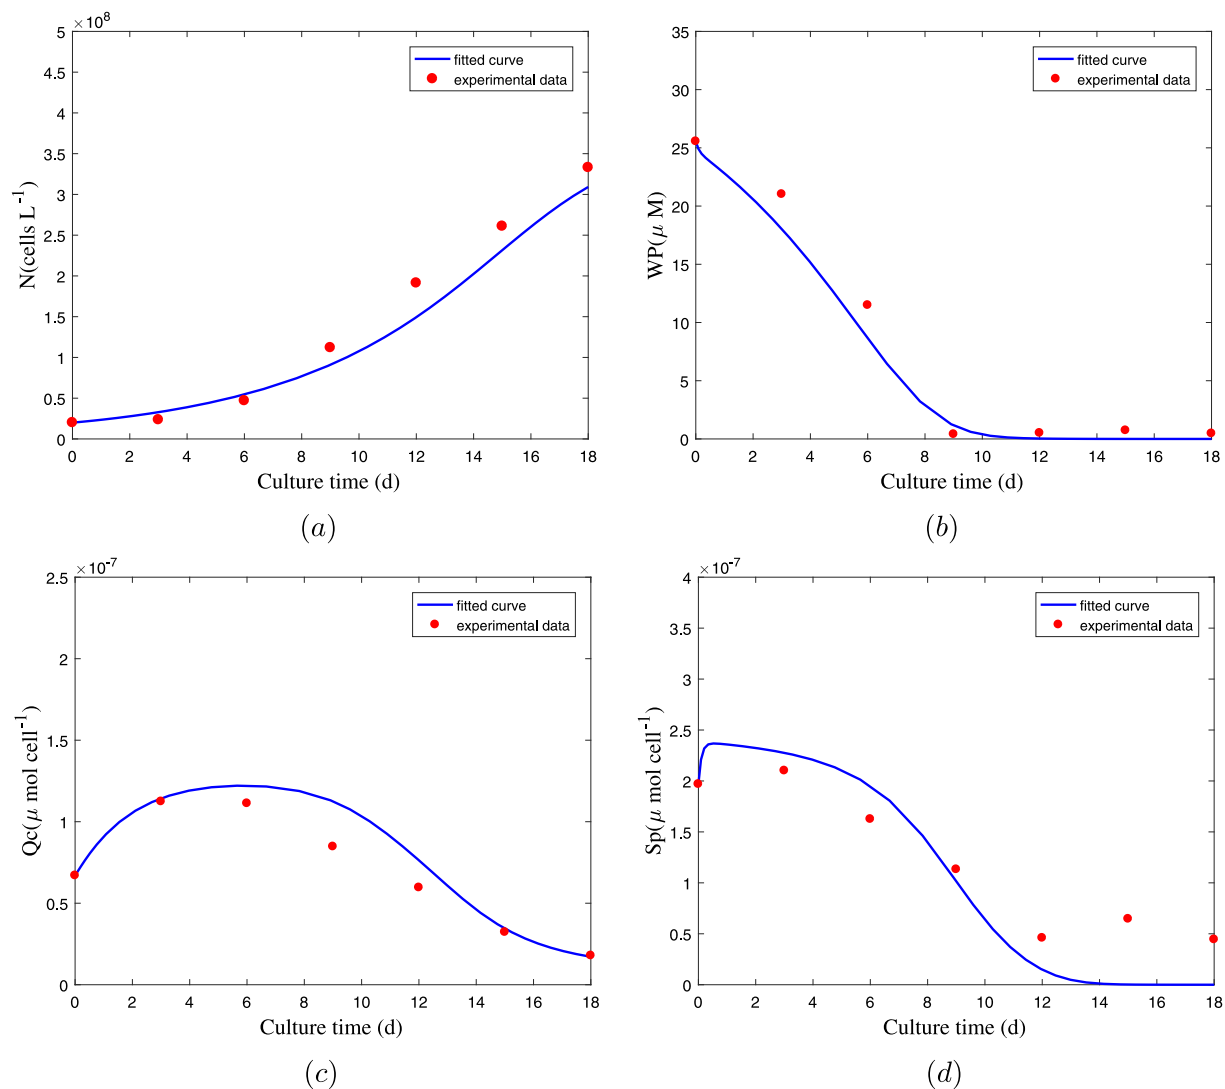 ×10^8
5
4.5
4
3.5
3
2.5
2
1.5
1
0.5
0
N(cells L^-1)
0 2 4 6 8 10 12 14 16 18
Culture time (d)
fitted curve
experimental data
(a)
35
30
25
20
15
10
5
0
WP(μ M)
0 2 4 6 8 10 12 14 16 18
Culture time (d)
fitted curve
experimental data
(b)
×10^-7
2.5
2
1.5
1
0.5
0
Qc(μ mol cell^-1)
0 2 4 6 8 10 12 14 16 18
Culture time (d)
fitted curve
experimental data
(c)
×10^-7
4
3.5
3
2.5
2
1.5
1
0.5
0
Sp(μ mol cell^-1)
0 2 4 6 8 10 12 14 16 18
Culture time (d)
fitted curve
experimental data
(d)